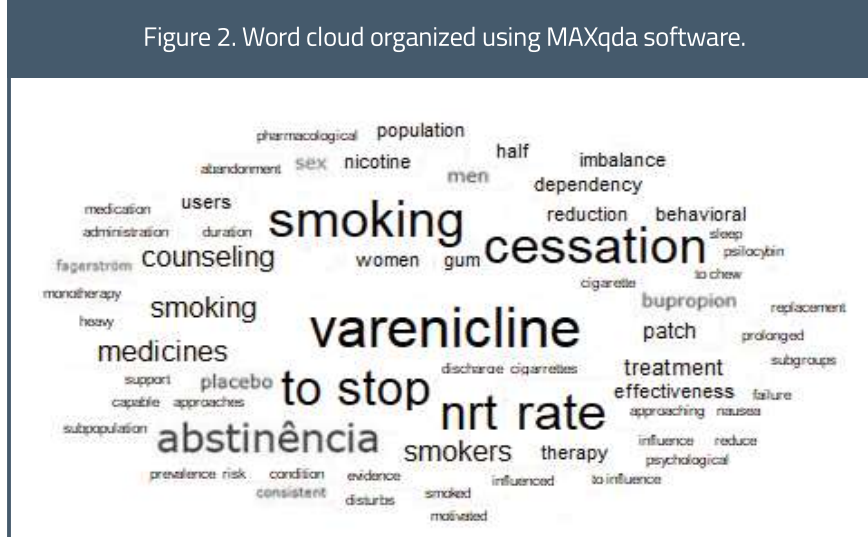 Figure 2. Word cloud organized using MAXqda software.
pharmacological population
half
abandonment sex nicotine
imbalance
men
dependency
medication users
smoking
reduction behavioral
administration duration
sleep
cessation
psilocybin
fagerström counseling
women gum
to chew
cigarette
monotherapy
smoking
bupropion
replacement
heavy
varenicline
patch
prolonged
medicines
subgroups
discharge cigarrettes
treatment
support placebo
to stop
effectiveness failure
capable approaches
nrt rate
approaching nausea
subpopulation
abstinência
smokers therapy
influence reduce
psychological
prevalence risk condition evidence
influenced to influence
consistent
disturbs smoked
motivated